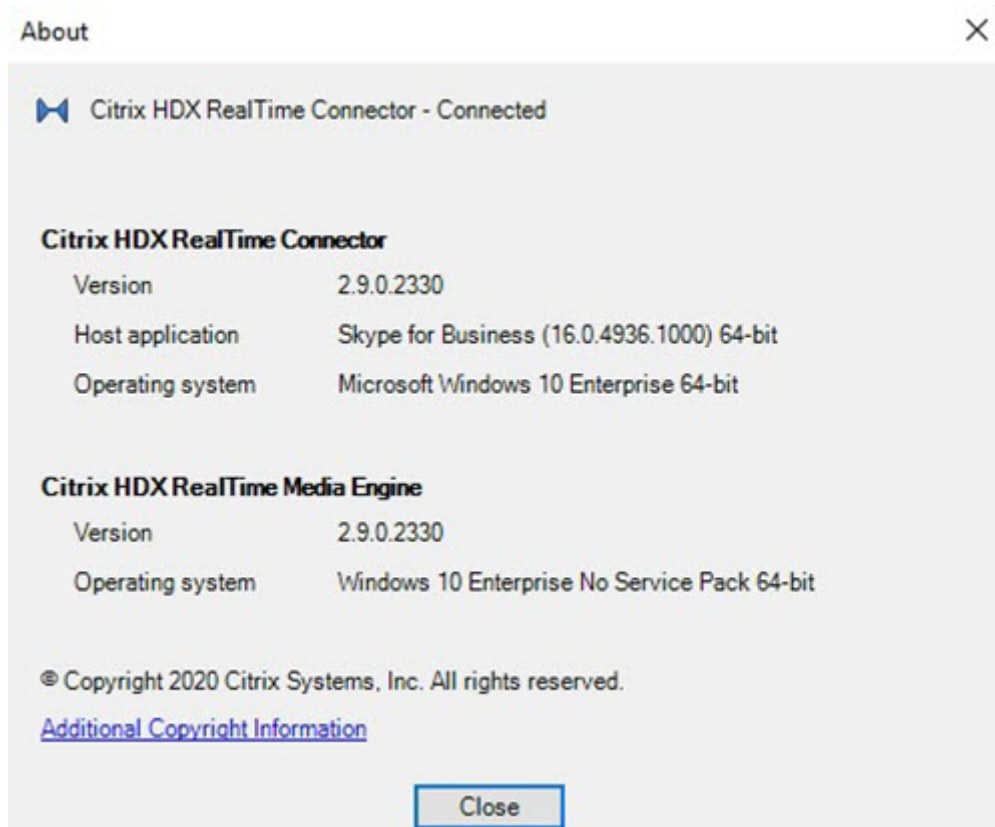 About
Citrix HDX RealTime Connector - Connected
Citrix HDX RealTime Connector
Version 2.9.0.2330
Host application Skype for Business (16.0.4936.1000) 64-bit
Operating system Microsoft Windows 10 Enterprise 64-bit
Citrix HDX RealTime Media Engine
Version 2.9.0.2330
Operating system Windows 10 Enterprise No Service Pack 64-bit
© Copyright 2020 Citrix Systems, Inc. All rights reserved.
Additional Copyright Information
Close